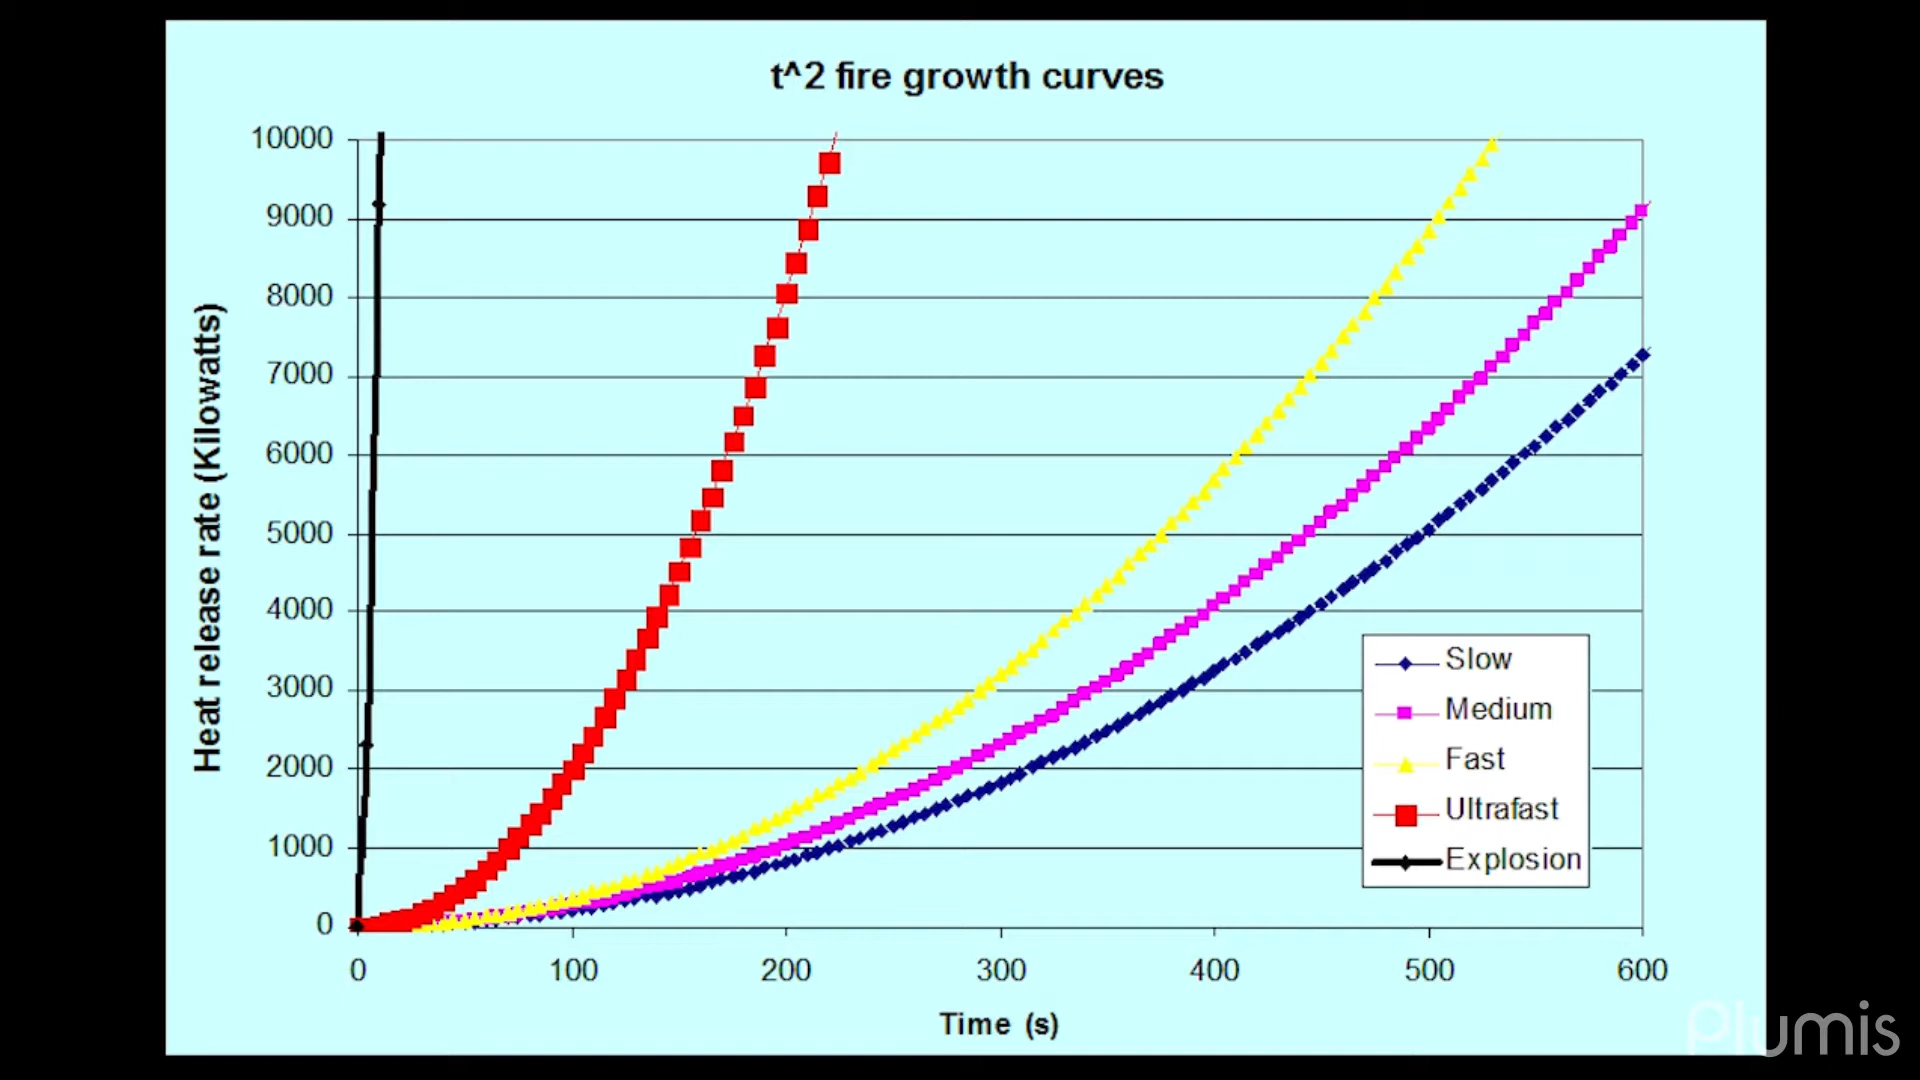 t^2 fire growth curves
10000
9000
8000
7000
6000
5000
4000
3000
2000
1000
0
Heat release rate (Kilowatts)
0 100 200 300 400 500 600
Time (s)
Slow
Medium
Fast
Ultrafast
Explosion
Plumis